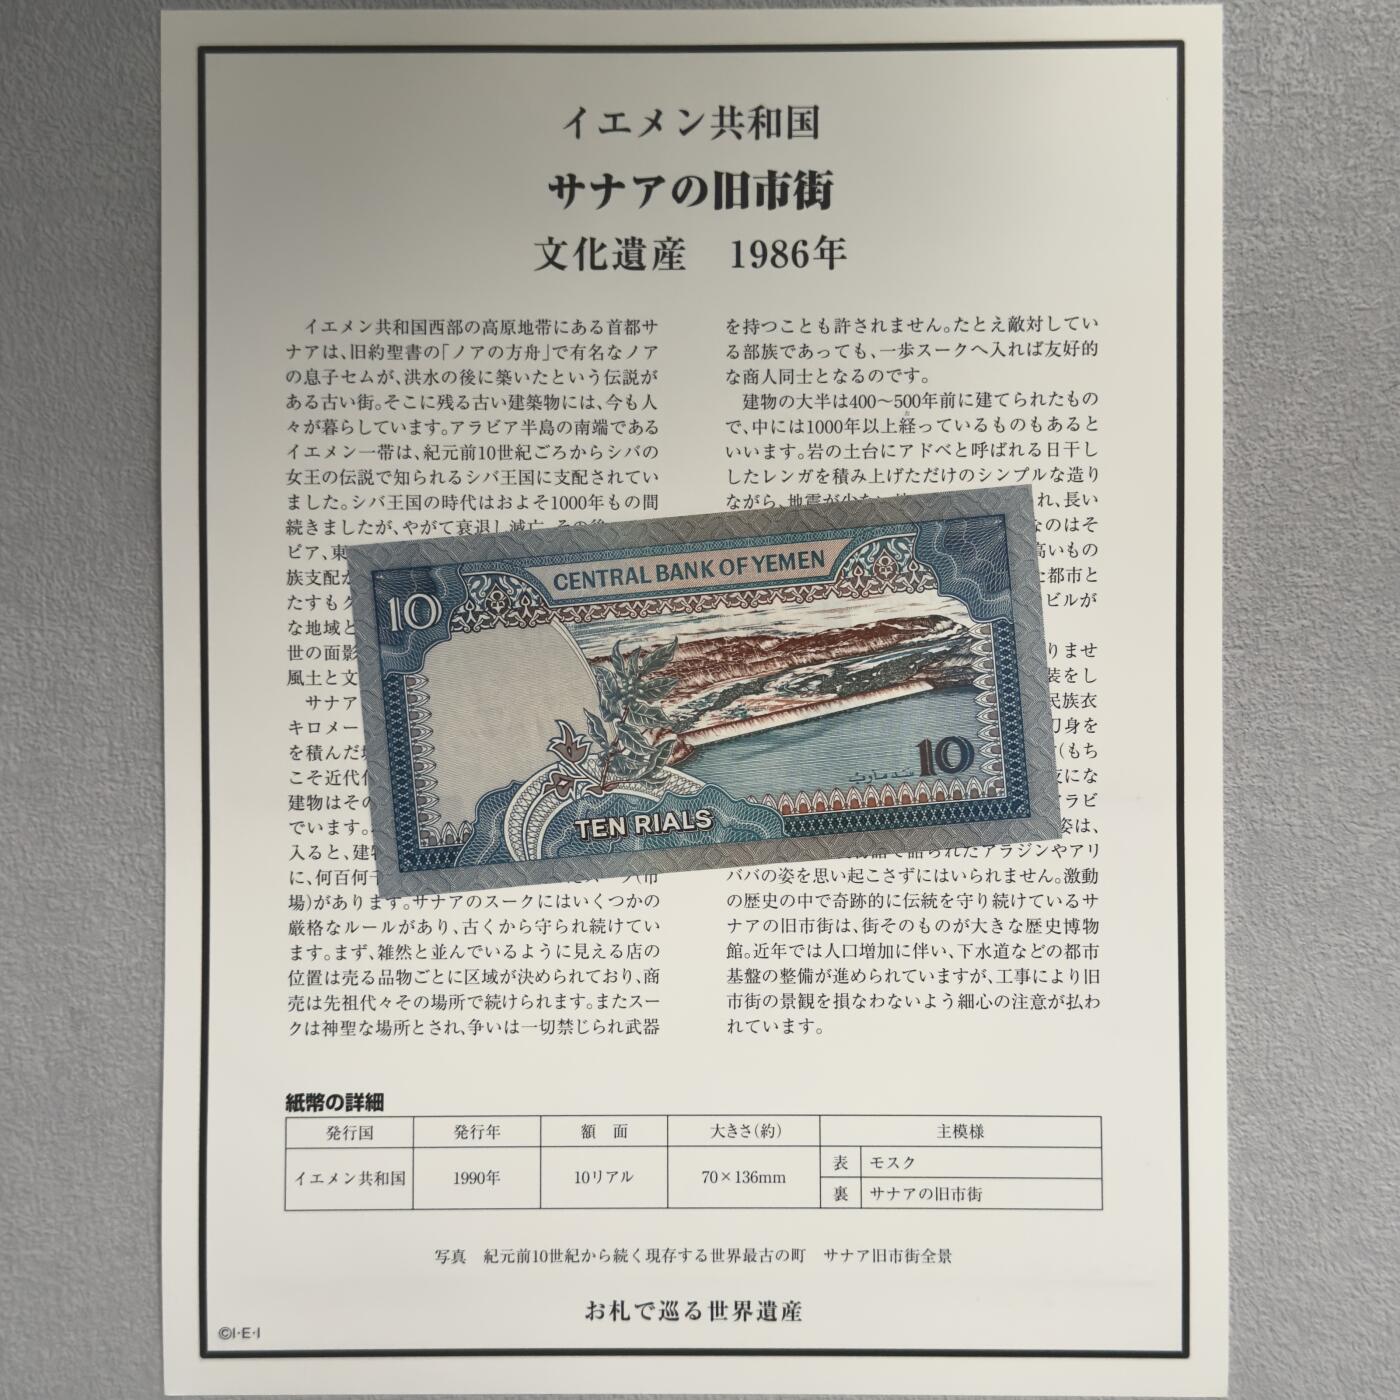 イエメン共和国
サナアの旧市街
文化遺産　1986年
イエメン共和国西部の高原地帯にある首都サ
ナアは、旧約聖書の「ノアの方舟」で有名なノア
の息子セムが、洪水の後に築いたという伝説が
ある古い街。そこに残る古い建築物には、今も人
々が暮らしています。アラビア半島の南端である
イエメン一帯は、紀元前10世紀ごろからシバの
女王の伝説で知られるシバ王国に支配されてい
ました。シバ王国の時代はおよそ1000年もの間
続きましたが、やがて衰退し滅亡。その後
ビア、東
族支配が
たすもク
な地域と
世の面影
風土と文
サナア
キロメー
を積んだ
こそ近代化
建物はその
でいます。
入ると、建物
に、何百何千
場)があります。サナアのスークにはいくつかの
厳格なルールがあり、古くから守られ続けてい
ます。まず、雑然と並んでいるように見える店の
位置は売る品物ごとに区域が決められており、商
売は先祖代々その場所で続けられます。またスー
クは神聖な場所とされ、争いは一切禁じられ武器
を持つことも許されません。たとえ敵対してい
る部族であっても、一歩スークへ入れば友好的
な商人同士となるのです。
建物の大半は400〜500年前に建てられたもの
で、中には1000年以上経っているものもあると
いいます。岩の土台にアドベと呼ばれる日干し
したレンガを積み上げただけのシンプルな造り
ながら、地震が少ない
れ、長い
なのはそ
高いもの
た都市と
ビルが
りませ
装をし
民族衣
刀身を
(もち
支にな
ラビ
姿は、
で語られたアラジンやアリ
ババの姿を思い起こさずにはいられません。激動
の歴史の中で奇跡的に伝統を守り続けているサ
ナアの旧市街は、街そのものが大きな歴史博物
館。近年では人口増加に伴い、下水道などの都市
基盤の整備が進められていますが、工事により旧
市街の景観を損なわないよう細心の注意が払わ
れています。
CENTRAL BANK OF YEMEN
10
سد مارب
10
TEN RIALS
紙幣の詳細
発行国 発行年 額　面 大きさ(約) 主模様
イエメン共和国 1990年 10リアル 70×136mm 表 モスク
裏 サナアの旧市街
写真　紀元前10世紀から続く現存する世界最古の町　サナア旧市街全景
お札で巡る世界遺産
©I·E·I